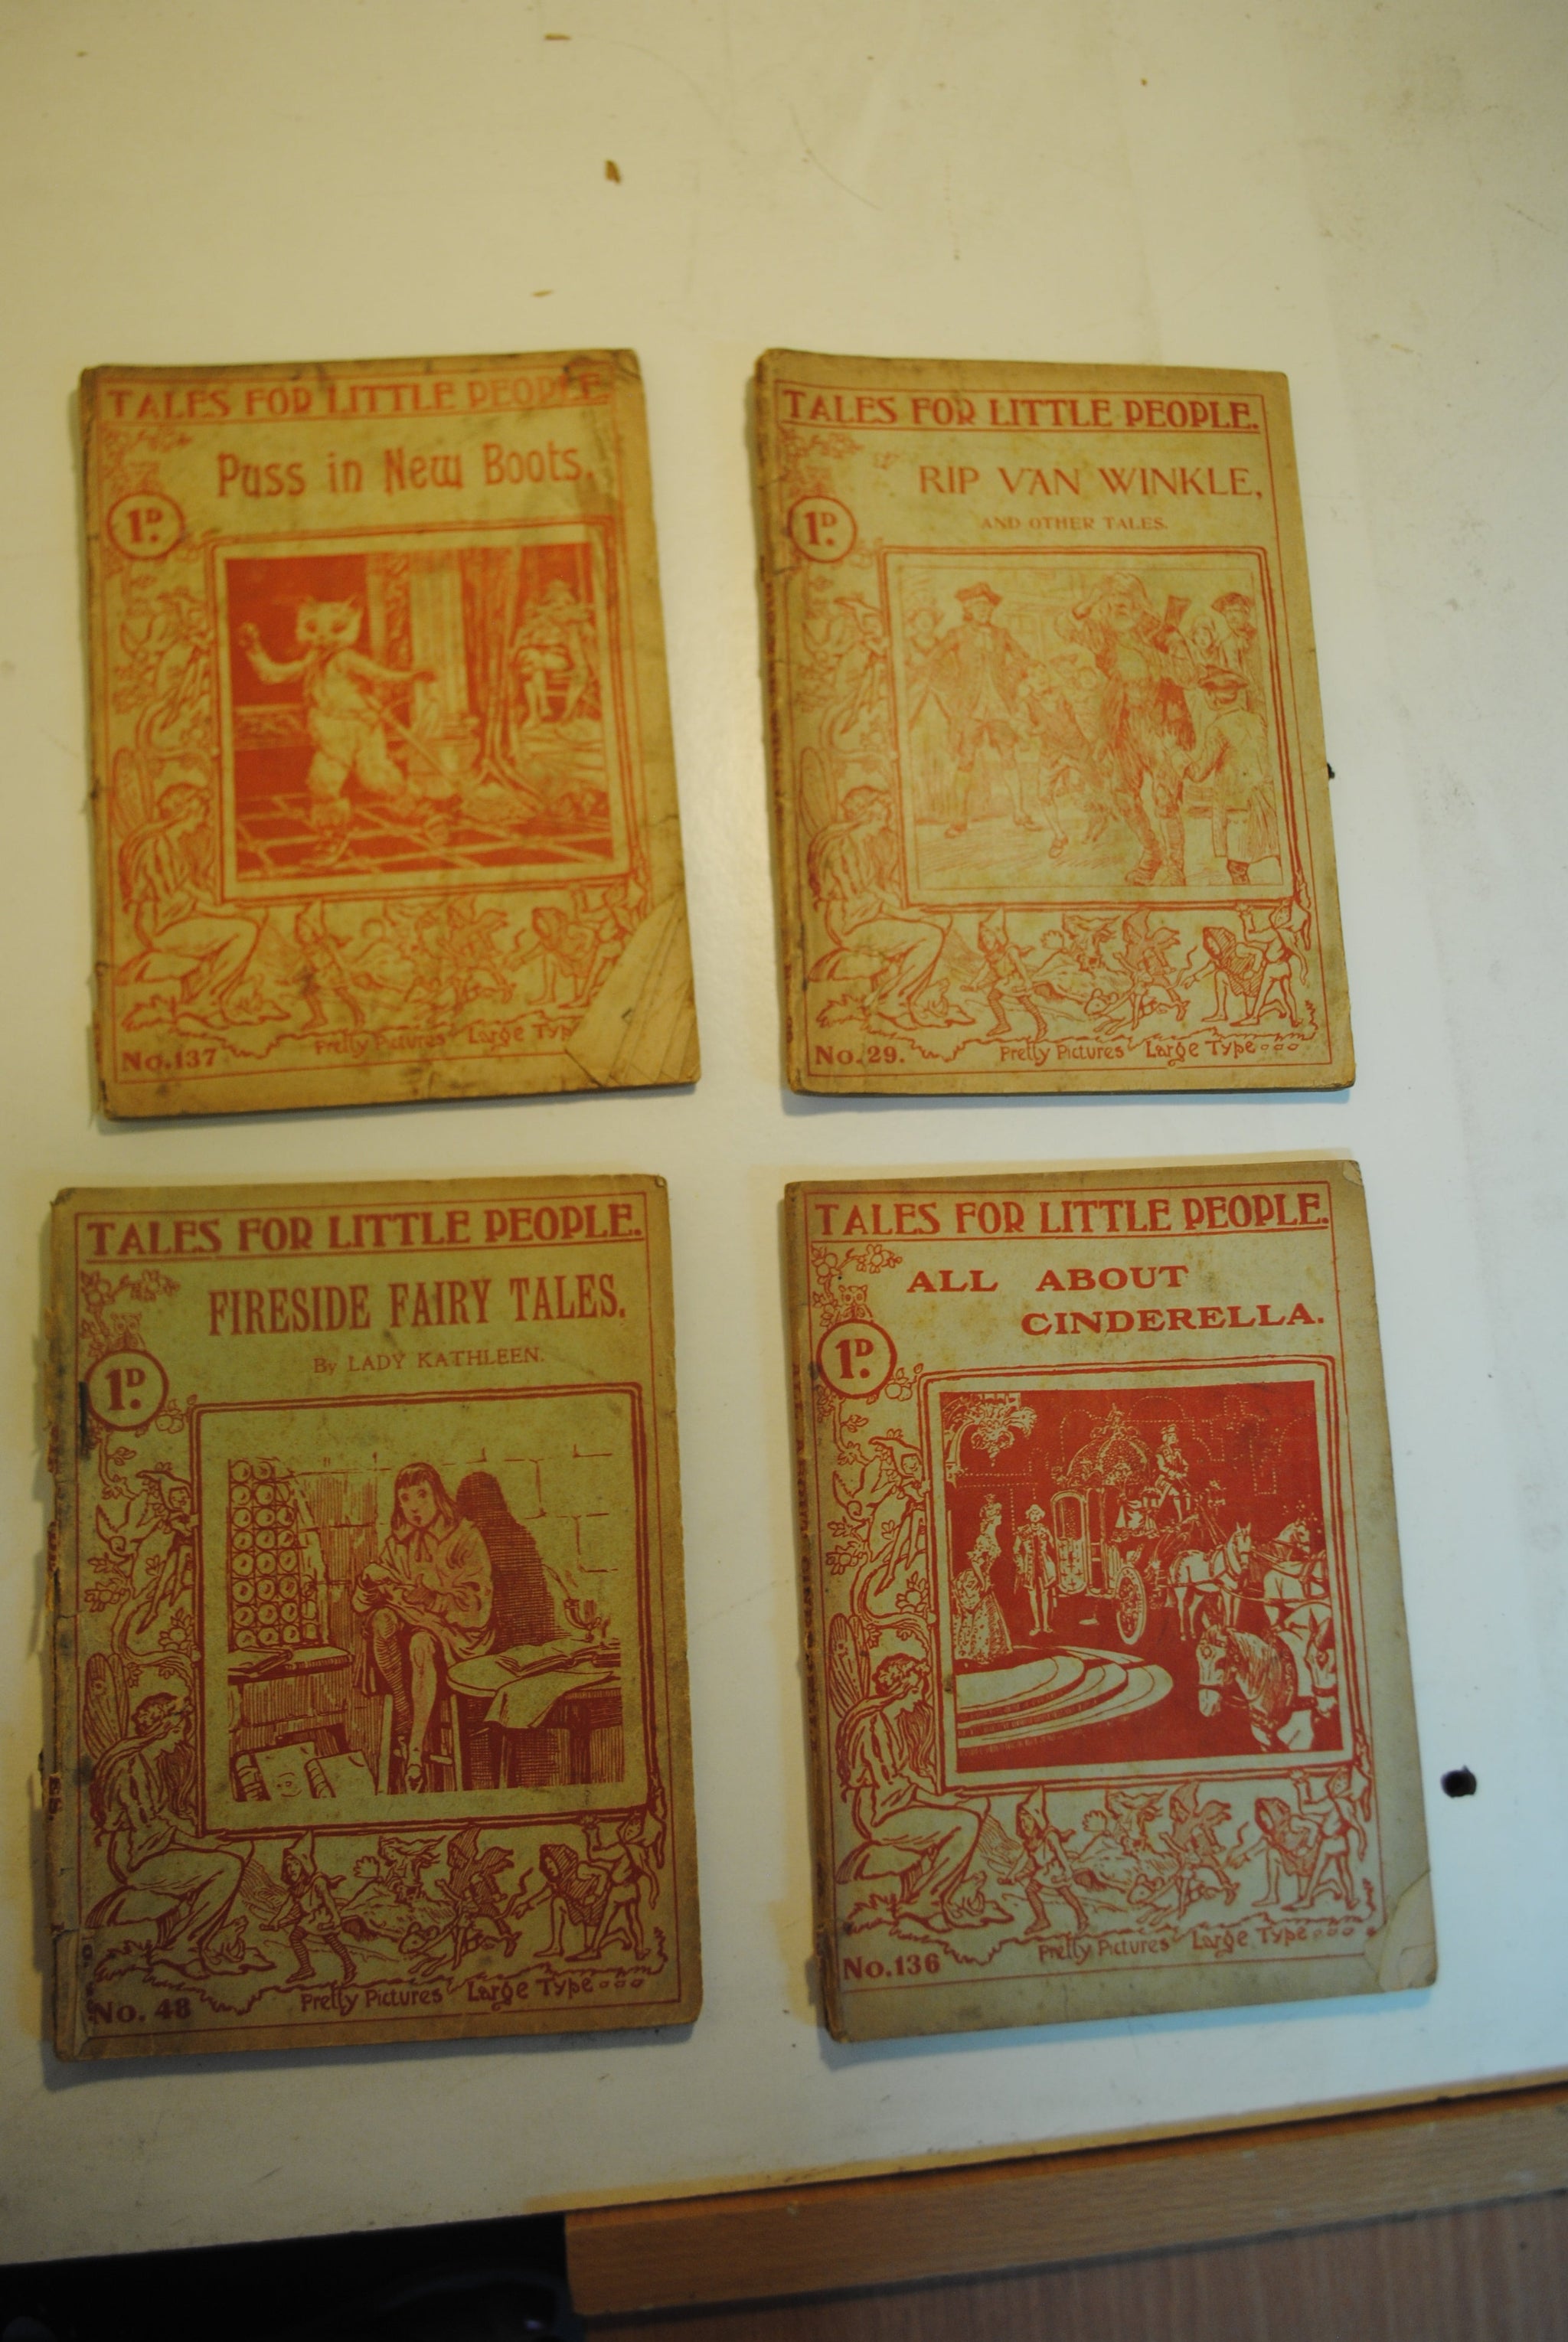 TALES FOR LITTLE PEOPLE.
Puss in New Boots.
1D.
No.137
Pretty Pictures Large Type
TALES FOR LITTLE PEOPLE.
RIP VAN WINKLE,
AND OTHER TALES.
1D.
No. 29.
Pretty Pictures Large Type
TALES FOR LITTLE PEOPLE.
FIRESIDE FAIRY TALES.
By LADY KATHLEEN.
1D.
No. 48
Pretty Pictures Large Type
TALES FOR LITTLE PEOPLE.
ALL ABOUT
CINDERELLA.
1D.
No.136
Pretty Pictures Large Type